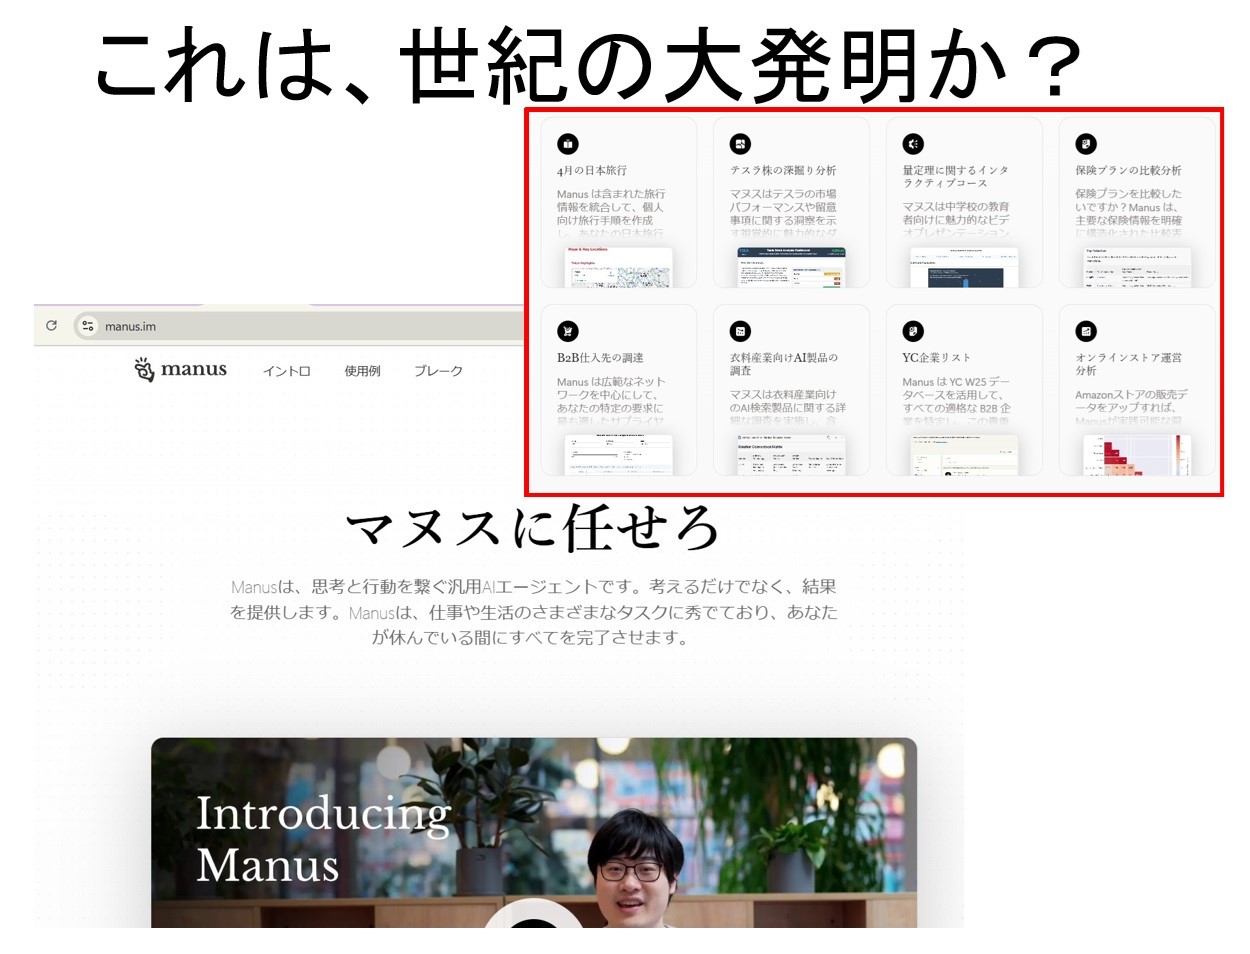 これは、世紀の大発明か？
4月の日本旅行
Manus は含まれた旅行
情報を統合して、個人
向け旅行手順を作成
し、あなたの日本旅行
テスラ株の深掘り分析
マヌスはテスラの市場
パフォーマンスや留意
事項に関する洞察を示
す視覚的に魅力的なダ
量定理に関するインタ
ラクティブコース
マヌスは中学校の教育
者向けに魅力的なビデ
オプレゼンテーション
保険プランの比較分析
保険プランを比較した
いですか？Manus は、
主要な保険情報を明確
に構造化された比較表
B2B仕入先の調達
Manus は広範なネット
ワークを中心にして、
あなたの特定の要求に
最も適したサプライヤ
衣料産業向けAI製品の
調査
マヌスは衣料産業向け
のAI検索製品に関する詳
細な調査を実施し、含
YC企業リスト
Manus は YC W25 デー
タベースを活用して、
すべての適格な B2B 企
業を特定し、この貴重
オンラインストア運営
分析
Amazonストアの販売デ
ータをアップすれば、
Manusが実践可能な洞
manus.im
manus
イントロ
使用例
ブレーク
マヌスに任せろ
Manusは、思考と行動を繋ぐ汎用AIエージェントです。考えるだけでなく、結果
を提供します。Manusは、仕事や生活のさまざまなタスクに秀でており、あなた
が休んでいる間にすべてを完了させます。
Introducing
Manus